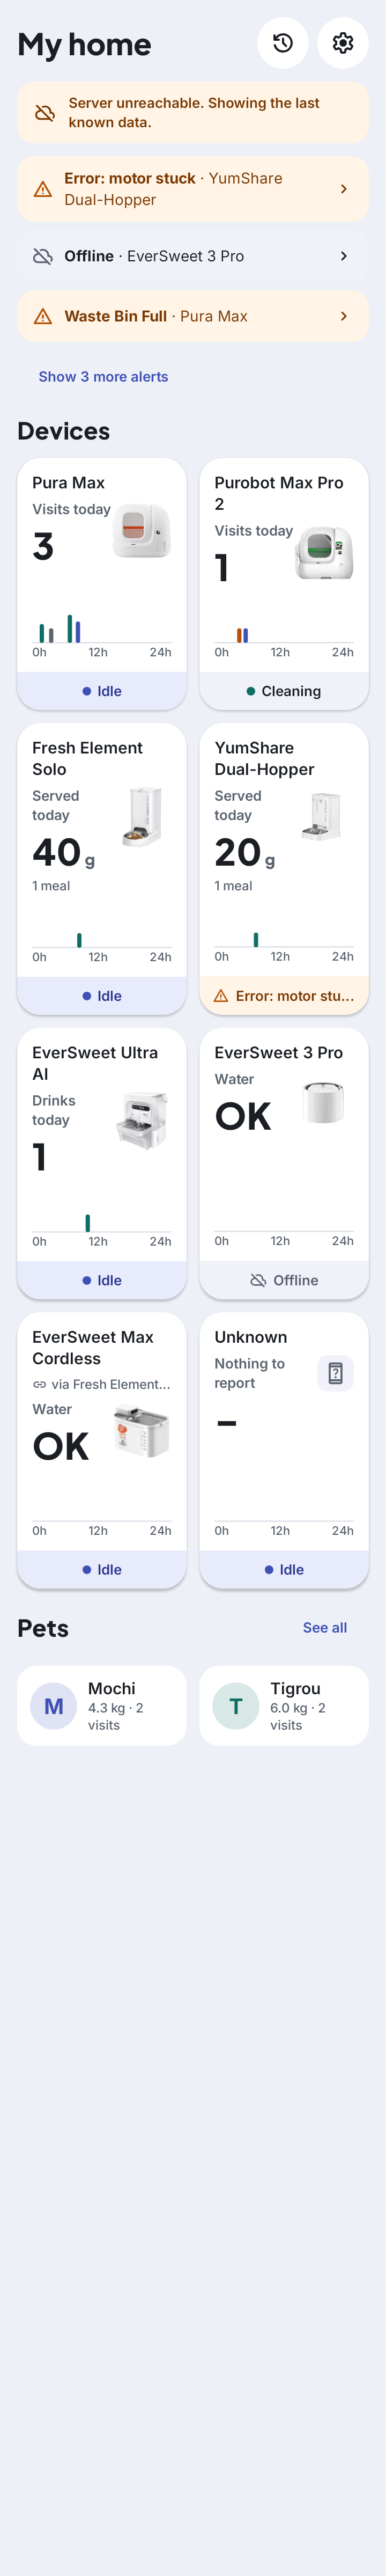 My home
Server unreachable. Showing the last
known data.
Error: motor stuck · YumShare
Dual-Hopper
Offline · EverSweet 3 Pro
Waste Bin Full · Pura Max
Show 3 more alerts
Devices
Pura Max
Visits today
3
0h 12h 24h
Idle
Purobot Max Pro
2
Visits today
1
0h 12h 24h
Cleaning
Fresh Element
Solo
Served
today
40 g
1 meal
0h 12h 24h
Idle
YumShare
Dual-Hopper
Served
today
20 g
1 meal
0h 12h 24h
Error: motor stu...
EverSweet Ultra
AI
Drinks
today
1
0h 12h 24h
Idle
EverSweet 3 Pro
Water
OK
0h 12h 24h
Offline
EverSweet Max
Cordless
via Fresh Element...
Water
OK
0h 12h 24h
Idle
Unknown
Nothing to
report
–
0h 12h 24h
Idle
Pets
See all
M
Mochi
4.3 kg · 2
visits
T
Tigrou
6.0 kg · 2
visits